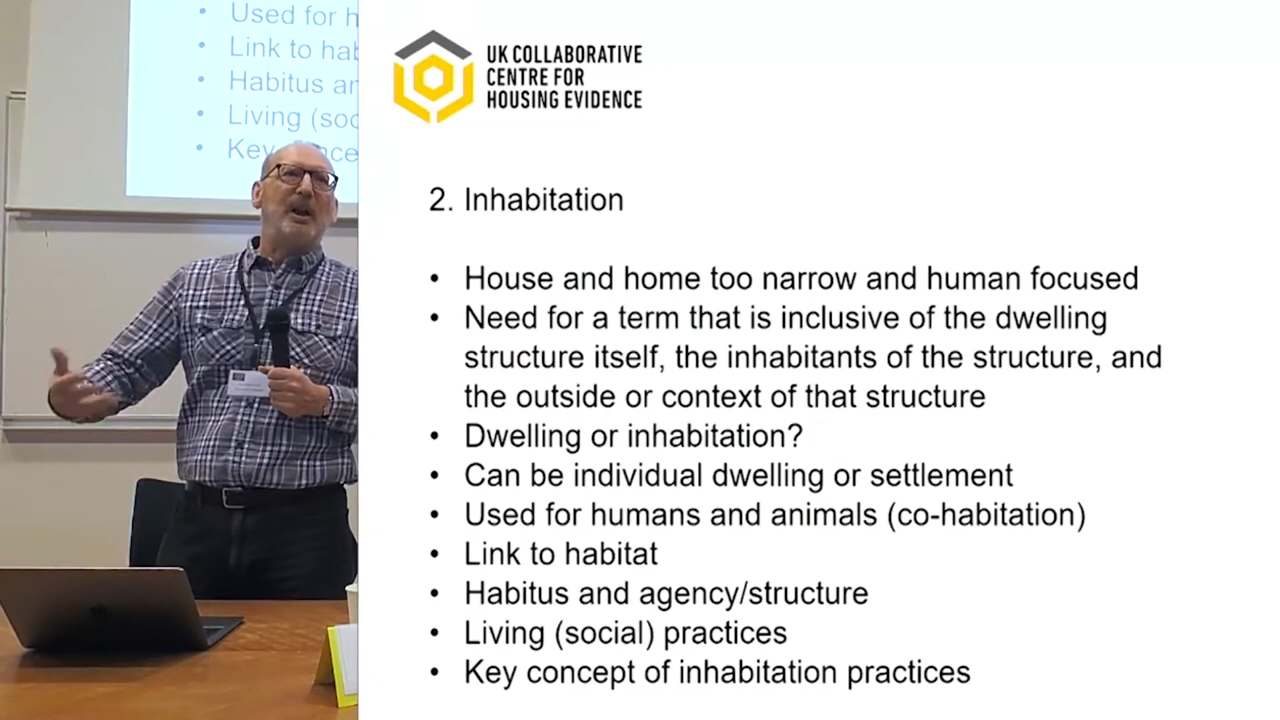 Used for h
Link to hab
Habitus an
Living (soc
Key
UK COLLABORATIVE
CENTRE FOR
HOUSING EVIDENCE
2. Inhabitation
• House and home too narrow and human focused
• Need for a term that is inclusive of the dwelling
structure itself, the inhabitants of the structure, and
the outside or context of that structure
• Dwelling or inhabitation?
• Can be individual dwelling or settlement
• Used for humans and animals (co-habitation)
• Link to habitat
• Habitus and agency/structure
• Living (social) practices
• Key concept of inhabitation practices